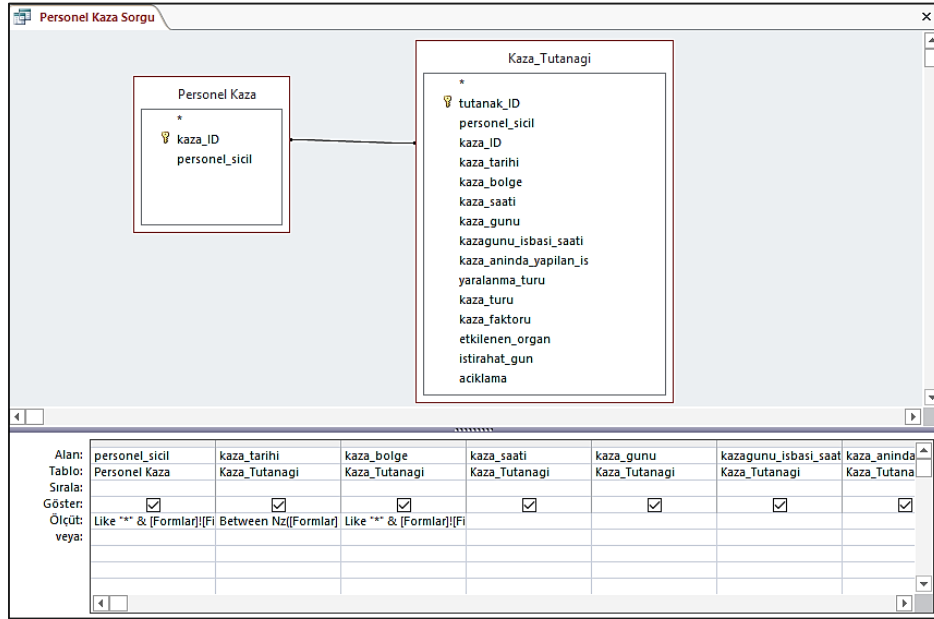 Personel Kaza Sorgu
Personel Kaza
*
kaza_ID
personel_sicil
Kaza_Tutanagi
*
tutanak_ID
personel_sicil
kaza_ID
kaza_tarihi
kaza_bolge
kaza_saati
kaza_gunu
kazagunu_isbasi_saati
kaza_aninda_yapilan_is
yaralanma_turu
kaza_turu
kaza_faktoru
etkilenen_organ
istirahat_gun
aciklama
Alan: personel_sicil kaza_tarihi kaza_bolge kaza_saati kaza_gunu kazagunu_isbasi_saat kaza_aninda
Tablo: Personel Kaza Kaza_Tutanagi Kaza_Tutanagi Kaza_Tutanagi Kaza_Tutanagi Kaza_Tutanagi Kaza_Tutana
Sırala:
Göster:
Ölçüt: Like "*" & [Formlar]![Fi Between Nz([Formlar] Like "*" & [Formlar]![Fi
veya: